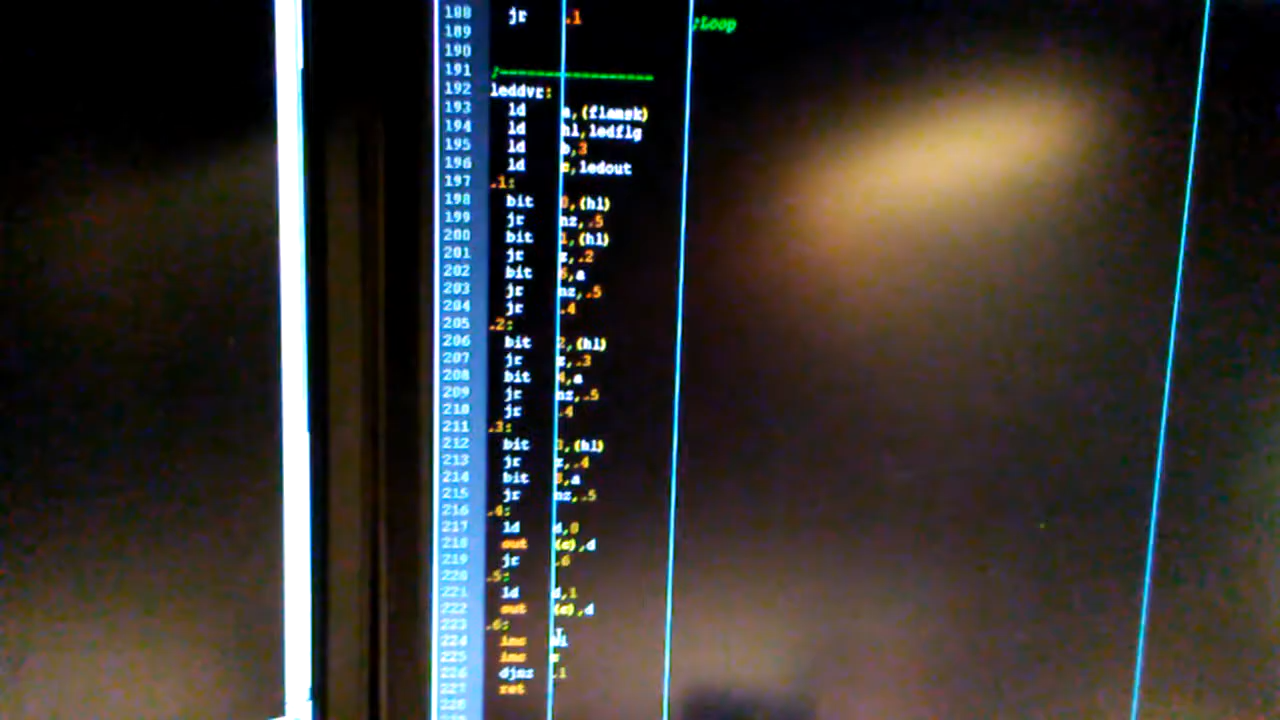 188 jr .1 ;Loop
189
190
191 ;--------------------
192 leddvr:
193 ld a,(flamsk)
194 ld hl,ledflg
195 ld b,3
196 ld c,ledout
197 .1:
198 bit 0,(hl)
199 jr nz,.5
200 bit 1,(hl)
201 jr z,.2
202 bit 6,a
203 jr nz,.5
204 jr .4
205 .2:
206 bit 2,(hl)
207 jr z,.3
208 bit 4,a
209 jr nz,.5
210 jr .4
211 .3:
212 bit 3,(hl)
213 jr z,.4
214 bit ,a
215 jr nz,.5
216 .4:
217 ld d,0
218 out (c),d
219 jr .6
220 .5:
221 ld d,1
222 out (c),d
223 .6:
224 inc hl
225 inc c
226 djnz .1
227 ret
228